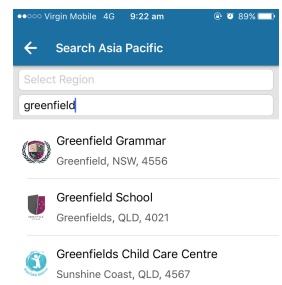 Virgin Mobile 4G 9:22 am 89%
Search Asia Pacific
Select Region
greenfield
Greenfield Grammar
Greenfield, NSW, 4556
Greenfield School
Greenfields, QLD, 4021
Greenfields Child Care Centre
Sunshine Coast, QLD, 4567